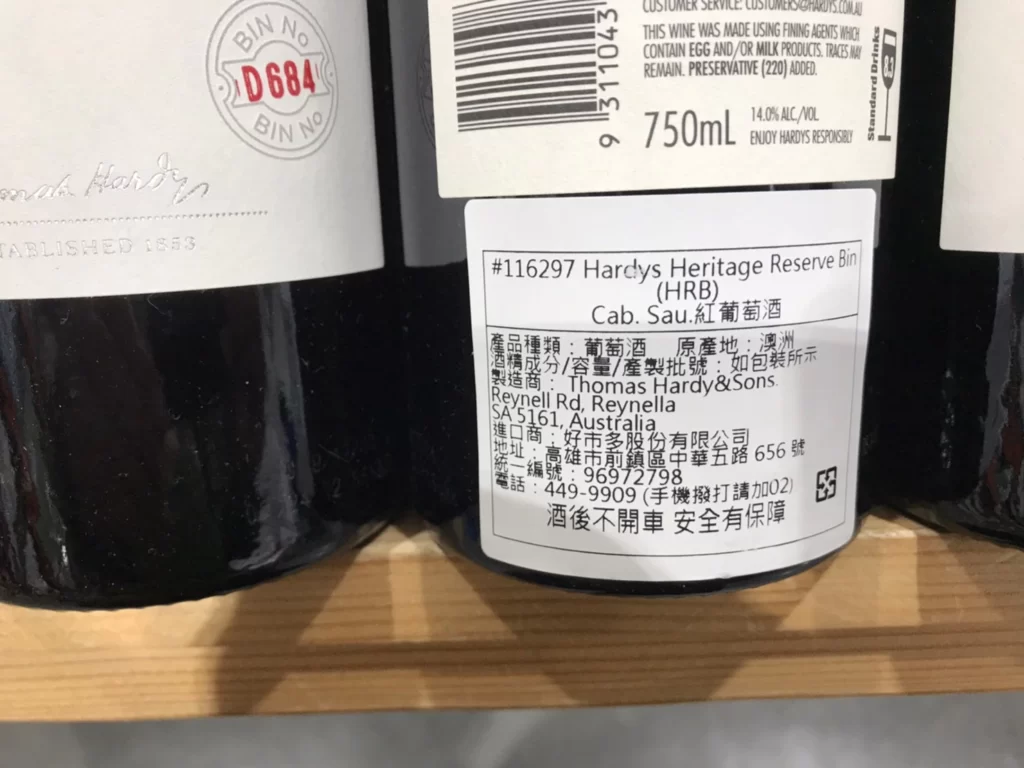 BIN No
D684
BIN No
Hardys
TABLISHED 1853
CUSTOMER SERVICE: CUSTOMERS@HARDYS.COM.AU
THIS WINE WAS MADE USING FINING AGENTS WHICH
CONTAIN EGG AND/OR MILK PRODUCTS. TRACES MAY
REMAIN. PRESERVATIVE (220) ADDED.
9 311043
750mL
14.0% ALC./VOL
ENJOY HARDYS RESPONSIBLY
Standard Drinks
8.3
#116297 Hardys Heritage Reserve Bin
(HRB)
Cab. Sau.紅葡萄酒
產品種類：葡萄酒 原產地：澳洲
酒精成分/容量/產製批號：如包裝所示
製造商：Thomas Hardy&Sons.
Reynell Rd, Reynella
SA 5161, Australia
進口商：好市多股份有限公司
地址：高雄市前鎮區中華五路 656 號
統一編號：96972798
電話：449-9909 (手機撥打請加02)
酒後不開車 安全有保障